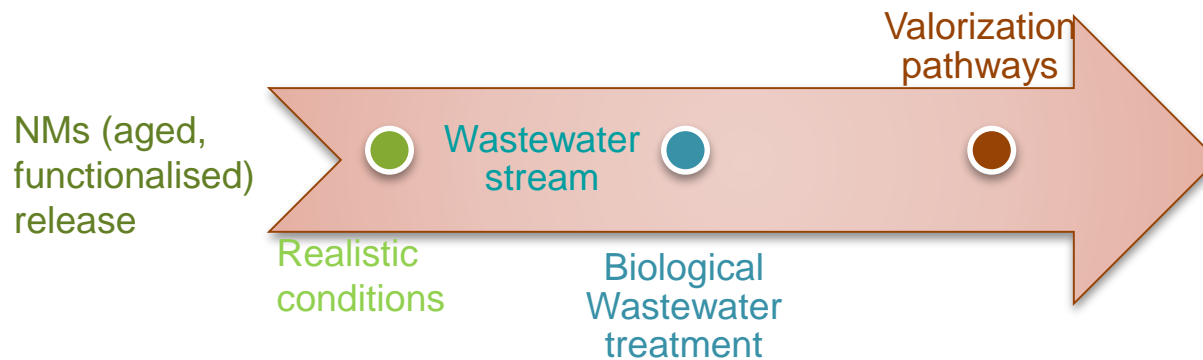 NMs (aged,
functionalised)
release
Realistic
conditions
Wastewater
stream
Biological
Wastewater
treatment
Valorization
pathways